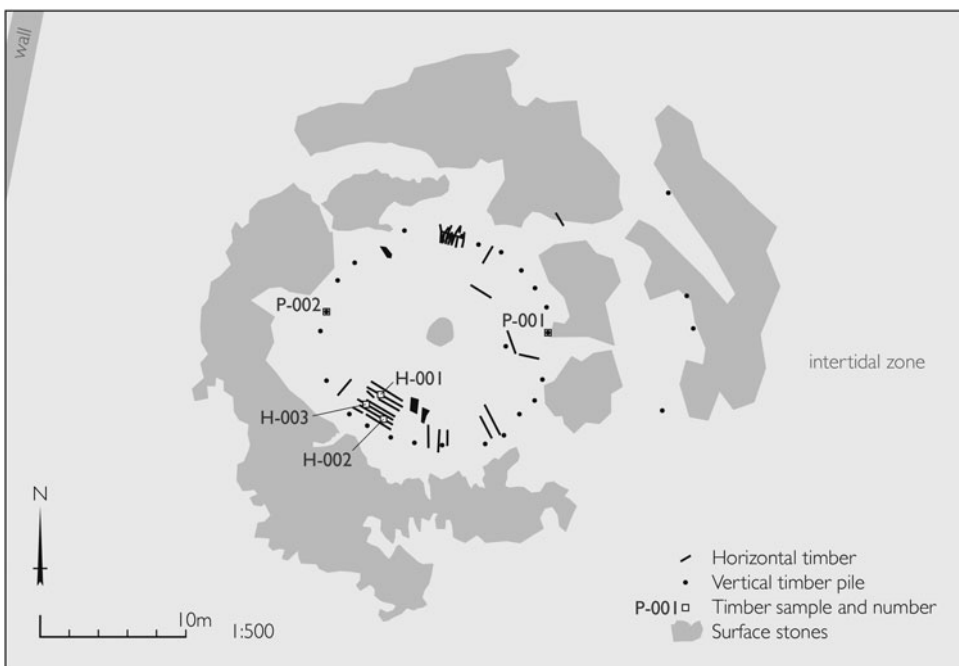 wall
P-002
P-001
intertidal zone
H-001
H-003
H-002
N
10m 1:500
Horizontal timber
Vertical timber pile
P-001 Timber sample and number
Surface stones